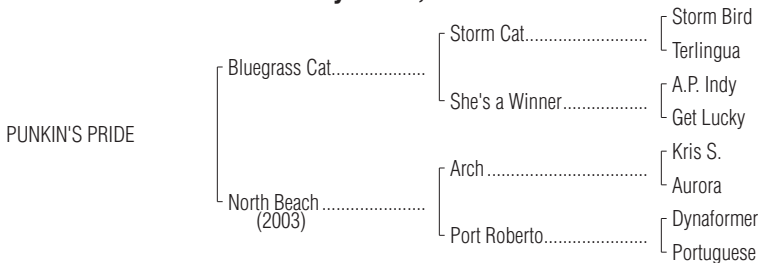 Storm Bird
Storm Cat.....................
Terlingua
Bluegrass Cat....................
A.P. Indy
She's a Winner..................
Get Lucky
PUNKIN'S PRIDE
Kris S.
Arch..................................
Aurora
North Beach......................
(2003)
Dynaformer
Port Roberto.....................
Portuguese